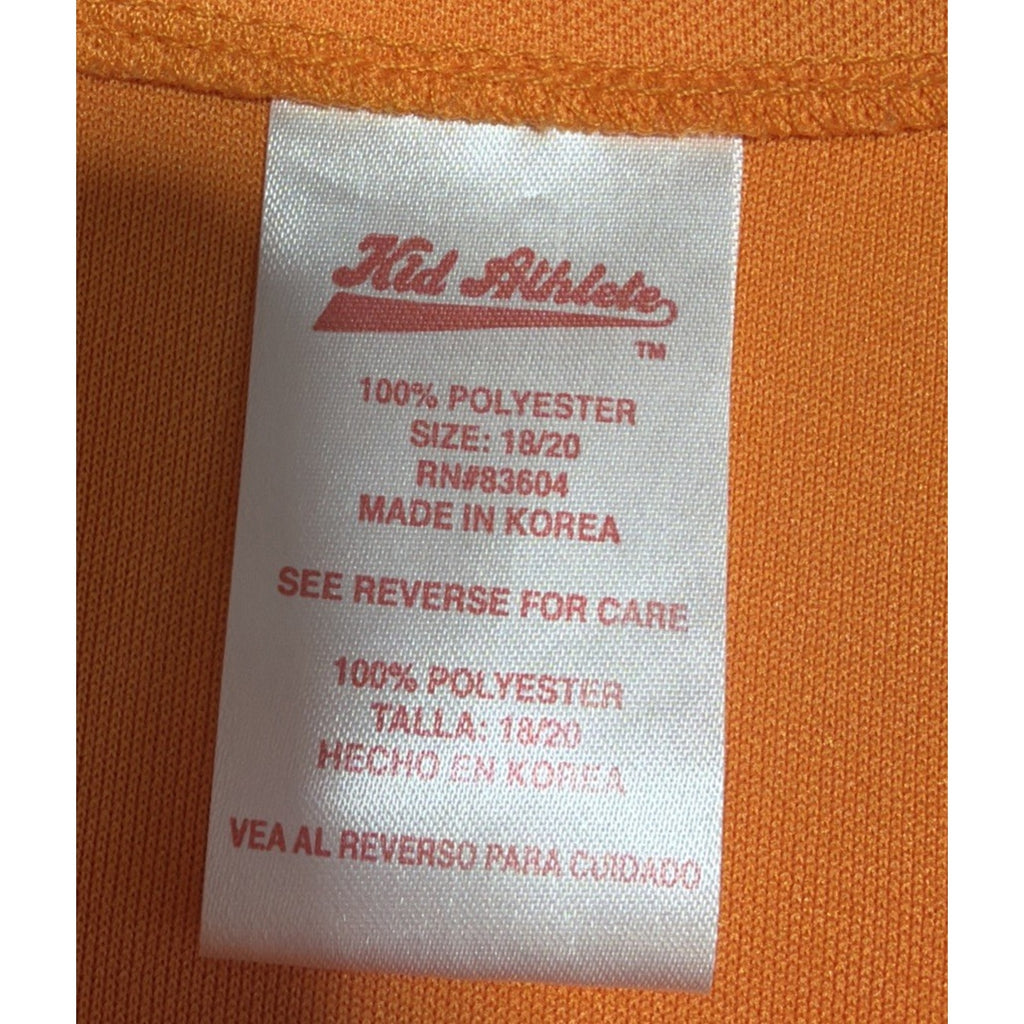 Kid Athlete
TM
100% POLYESTER
SIZE: 18/20
RN#83604
MADE IN KOREA
SEE REVERSE FOR CARE
100% POLYESTER
TALLA: 18/20
HECHO EN KOREA
VEA AL REVERSO PARA CUIDADO